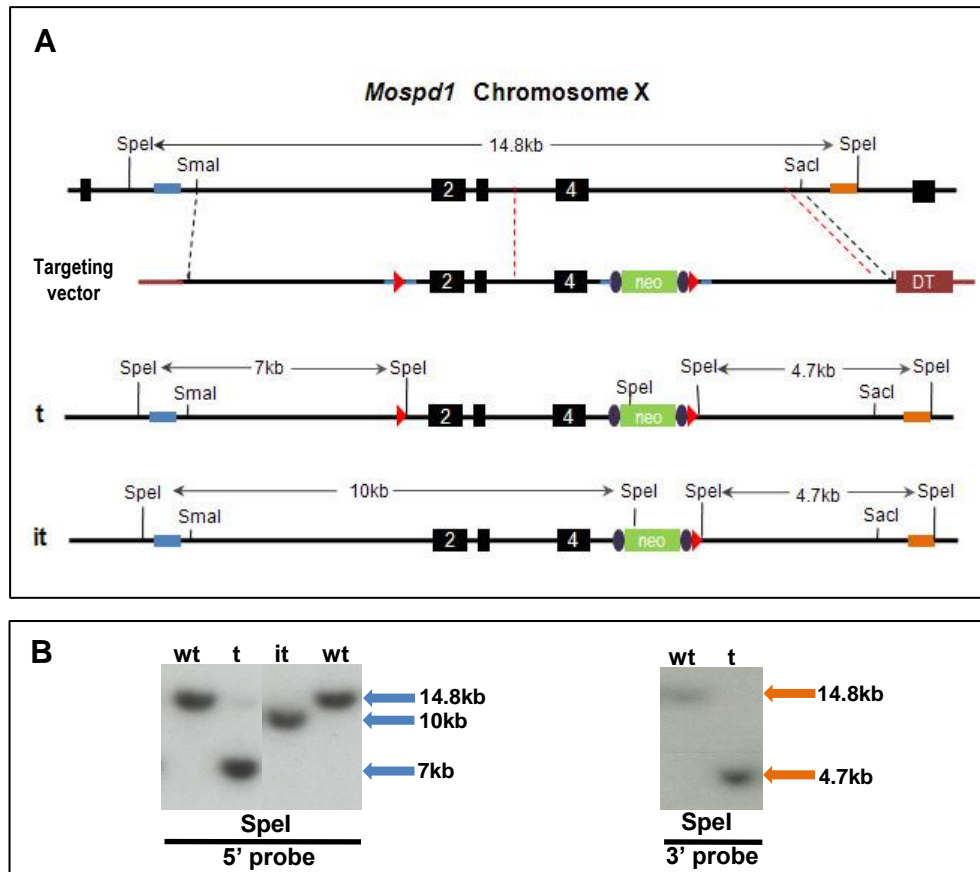 A
Mospd1 Chromosome X
SpeI 14.8kb SpeI
SmaI SacI
2 4
Targeting vector
2 4 neo DT
SpeI 7kb SpeI SpeI 4.7kb SpeI
SmaI SpeI SacI
t 2 4 neo
SpeI 10kb SpeI SpeI 4.7kb SpeI
SmaI SacI
it 2 4 neo
B
wt t it wt
14.8kb
10kb
7kb
SpeI
5' probe
wt t
14.8kb
4.7kb
SpeI
3' probe